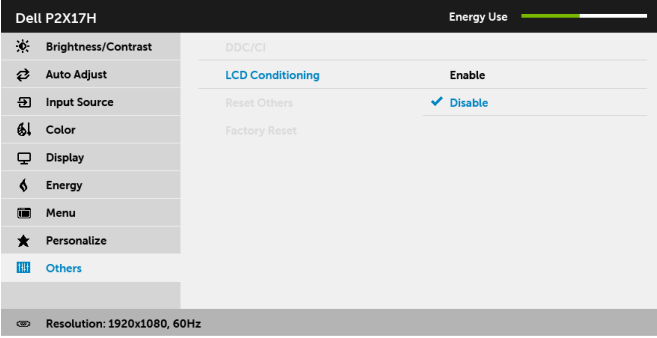 Dell P2X17H
Energy Use
Brightness/Contrast
DDC/CI
Auto Adjust
LCD Conditioning
Enable
Input Source
Reset Others
Disable
Color
Factory Reset
Display
Energy
Menu
Personalize
Others
Resolution: 1920x1080, 60Hz